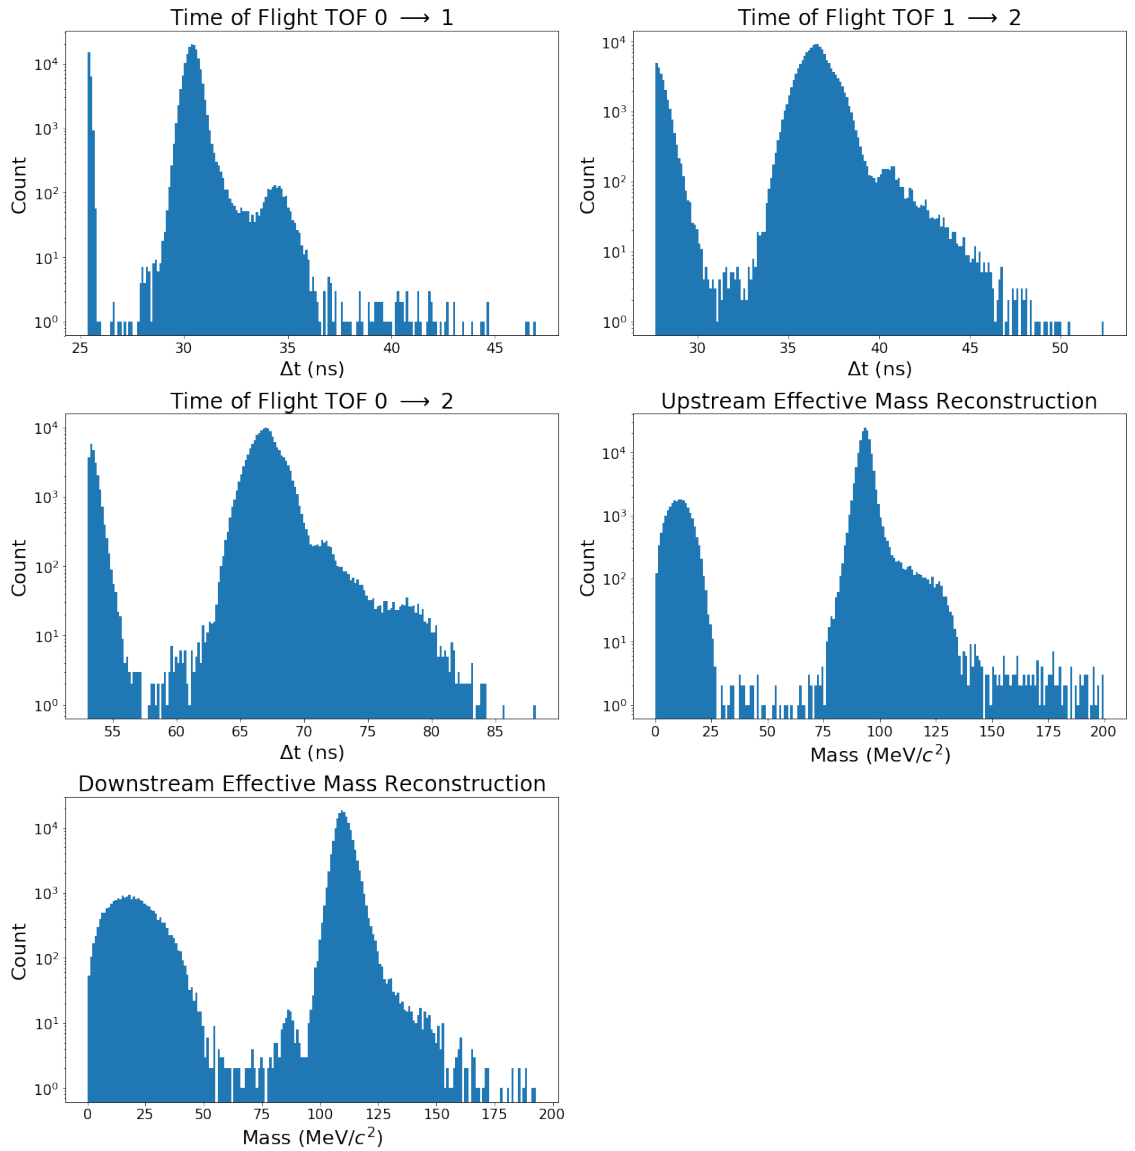 Time of Flight TOF 0 ⟶ 1
Count
10⁴
10³
10²
10¹
10⁰
25 30 35 40 45
Δt (ns)
Time of Flight TOF 1 ⟶ 2
Count
10⁴
10³
10²
10¹
10⁰
30 35 40 45 50
Δt (ns)
Time of Flight TOF 0 ⟶ 2
Count
10⁴
10³
10²
10¹
10⁰
55 60 65 70 75 80 85
Δt (ns)
Upstream Effective Mass Reconstruction
Count
10⁴
10³
10²
10¹
10⁰
0 25 50 75 100 125 150 175 200
Mass (MeV/c²)
Downstream Effective Mass Reconstruction
Count
10⁴
10³
10²
10¹
10⁰
0 25 50 75 100 125 150 175 200
Mass (MeV/c²)